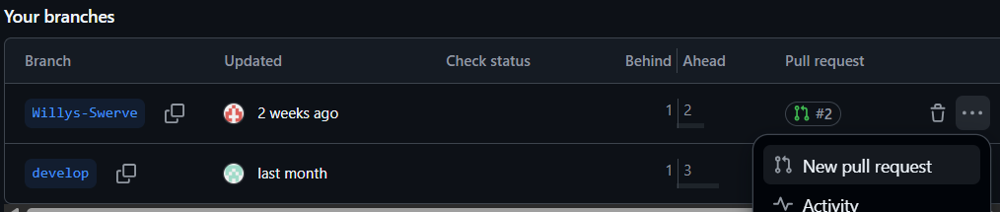 Your branches
Branch Updated Check status Behind Ahead Pull request
Willys-Swerve 2 weeks ago 1 2 #2
New pull request
develop last month 1 3
Activity